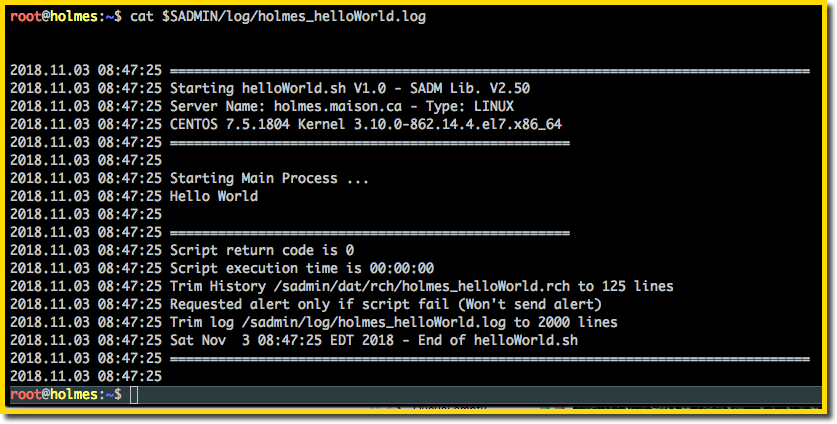 root@holmes:~$ cat $SADMIN/log/holmes_helloWorld.log
2018.11.03 08:47:25 ================================================================================
2018.11.03 08:47:25 Starting helloWorld.sh V1.0 - SADM Lib. V2.50
2018.11.03 08:47:25 Server Name: holmes.maison.ca - Type: LINUX
2018.11.03 08:47:25 CENTOS 7.5.1804 Kernel 3.10.0-862.14.4.el7.x86_64
2018.11.03 08:47:25 ==================================================
2018.11.03 08:47:25
2018.11.03 08:47:25 Starting Main Process ...
2018.11.03 08:47:25 Hello World
2018.11.03 08:47:25
2018.11.03 08:47:25 ==================================================
2018.11.03 08:47:25 Script return code is 0
2018.11.03 08:47:25 Script execution time is 00:00:00
2018.11.03 08:47:25 Trim History /sadmin/dat/rch/holmes_helloWorld.rch to 125 lines
2018.11.03 08:47:25 Requested alert only if script fail (Won't send alert)
2018.11.03 08:47:25 Trim log /sadmin/log/holmes_helloWorld.log to 2000 lines
2018.11.03 08:47:25 Sat Nov  3 08:47:25 EDT 2018 - End of helloWorld.sh
2018.11.03 08:47:25 ================================================================================
2018.11.03 08:47:25
root@holmes:~$